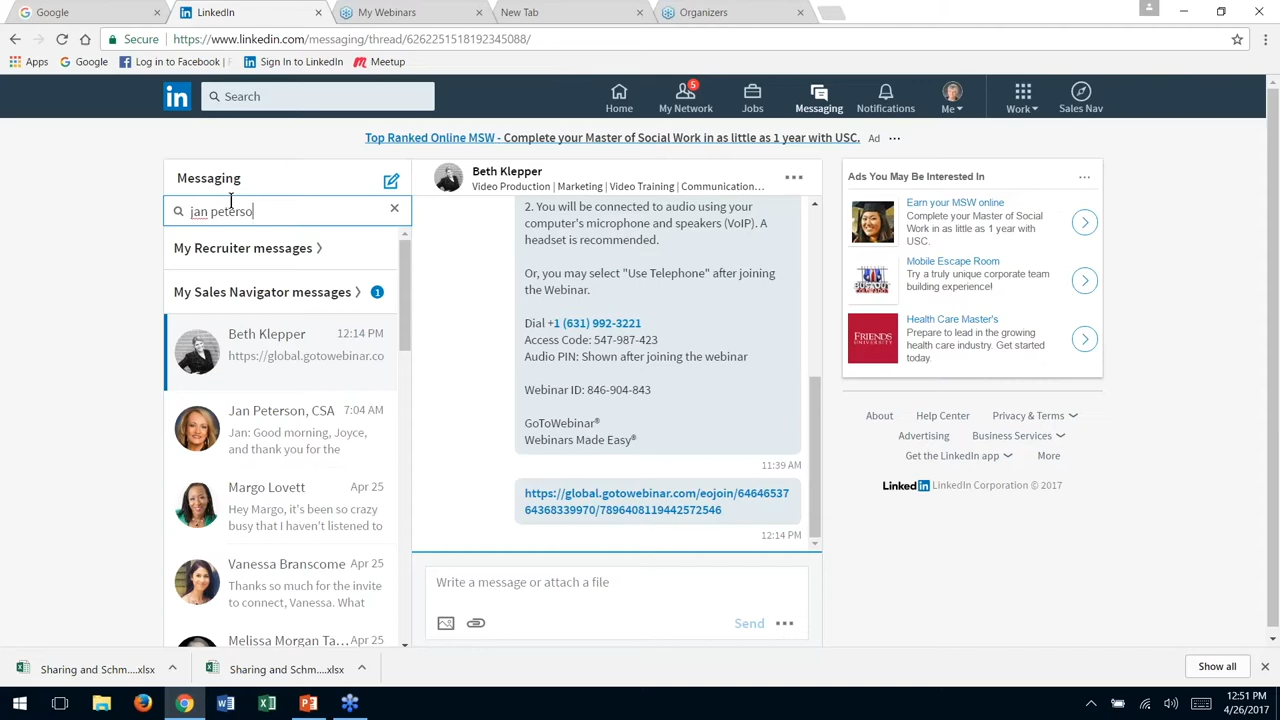 Google
LinkedIn
My Webinars
New Tab
Organizers
Secure
https://www.linkedin.com/messaging/thread/6262251518192345088/
Apps
Google
Log in to Facebook |
Sign In to LinkedIn
Meetup
in
Search
5
Home
My Network
Jobs
Messaging
Notifications
Me
Work
Sales Nav
Top Ranked Online MSW - Complete your Master of Social Work in as little as 1 year with USC. Ad
Messaging
jan peterso
My Recruiter messages
My Sales Navigator messages
1
Beth Klepper 12:14 PM
https://global.gotowebinar.co
Jan Peterson, CSA 7:04 AM
Jan: Good morning, Joyce,
and thank you for the
Margo Lovett Apr 25
Hey Margo, it's been so crazy
busy that I haven't listened to
Vanessa Branscome Apr 25
Thanks so much for the invite
to connect, Vanessa. What
Melissa Morgan Ta... Apr 25
Beth Klepper
Video Production | Marketing | Video Training | Communication...
2. You will be connected to audio using your
computer's microphone and speakers (VoIP). A
headset is recommended.
Or, you may select "Use Telephone" after joining
the Webinar.
Dial +1 (631) 992-3221
Access Code: 547-987-423
Audio PIN: Shown after joining the webinar
Webinar ID: 846-904-843
GoToWebinar®
Webinars Made Easy®
11:39 AM
https://global.gotowebinar.com/eojoin/64646537
64368339970/7896408119442572546
12:14 PM
Write a message or attach a file
Send
Ads You May Be Interested In
Earn your MSW online
Complete your Master of Social
Work in as little as 1 year with
USC.
Mobile Escape Room
Try a truly unique corporate team
building experience!
Health Care Master's
Prepare to lead in the growing
health care industry. Get started
today.
FRIENDS
UNIVERSITY
About
Help Center
Privacy & Terms
Advertising
Business Services
Get the LinkedIn app
More
LinkedIn LinkedIn Corporation © 2017
Sharing and Schm....xlsx
Sharing and Schm....xlsx
Show all
12:51 PM
4/26/2017